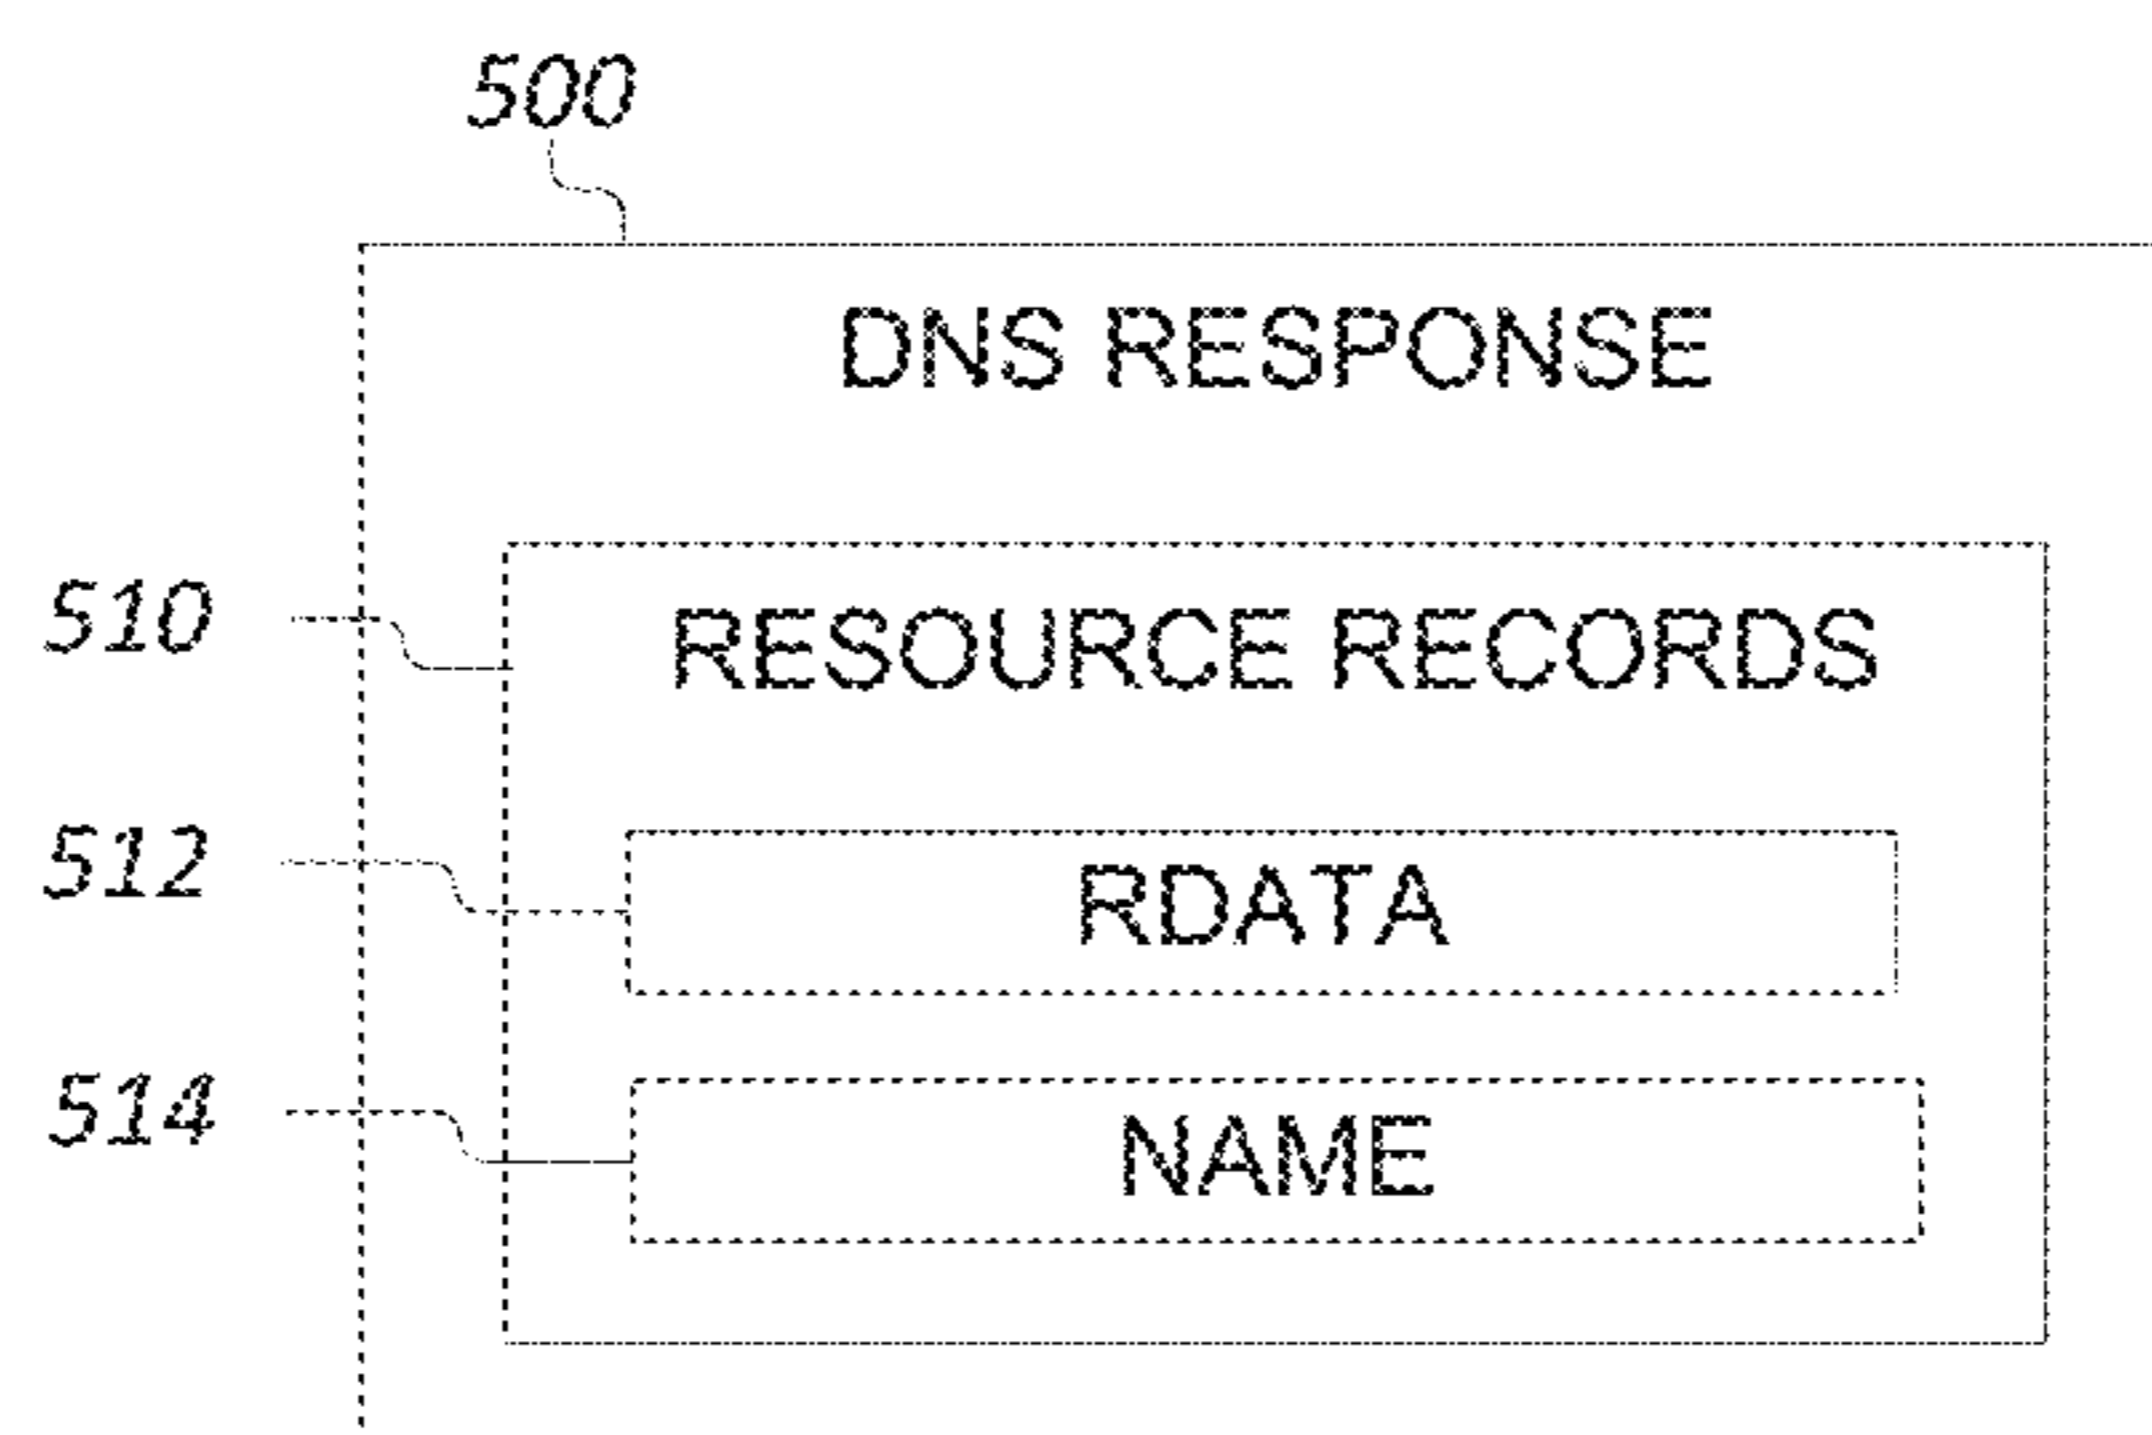 500
DNS RESPONSE
510
RESOURCE RECORDS
512
RDATA
514
NAME